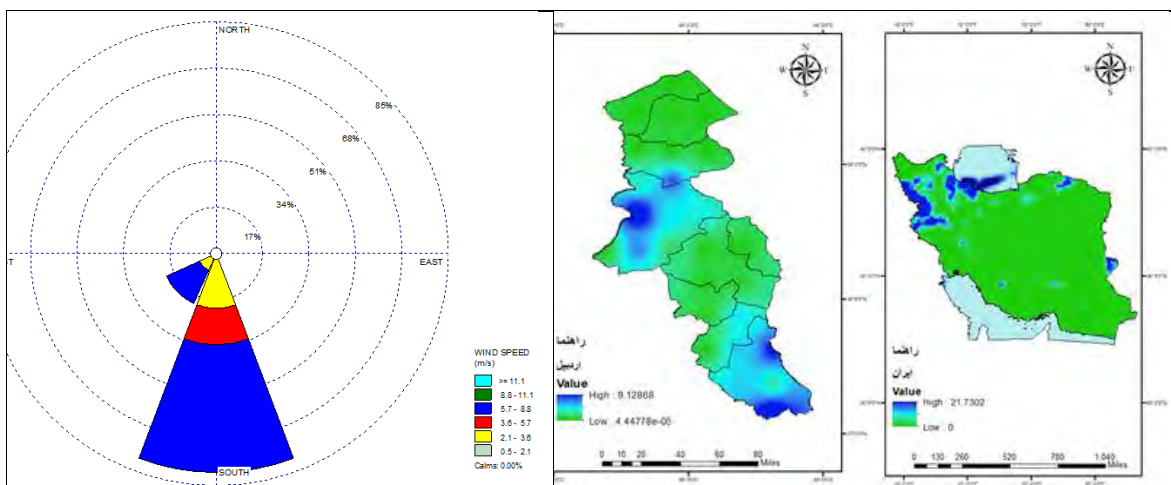 NORTH
85%
68%
51%
34%
17%
EAST
SOUTH
WIND SPEED
(m/s)
>= 11.1
8.8 - 11.1
5.7 - 8.8
3.6 - 5.7
2.1 - 3.6
0.5 - 2.1
Calms: 0.00%
N
W E
S
راهنما
اردبیل
Value
High : 9.12868
Low : 4.44778e-05
0 10 20 40 60 80
Miles
N
W E
S
راهنما
ایران
Value
High : 21.7302
Low : 0
0 130 260 520 780 1,040
Miles